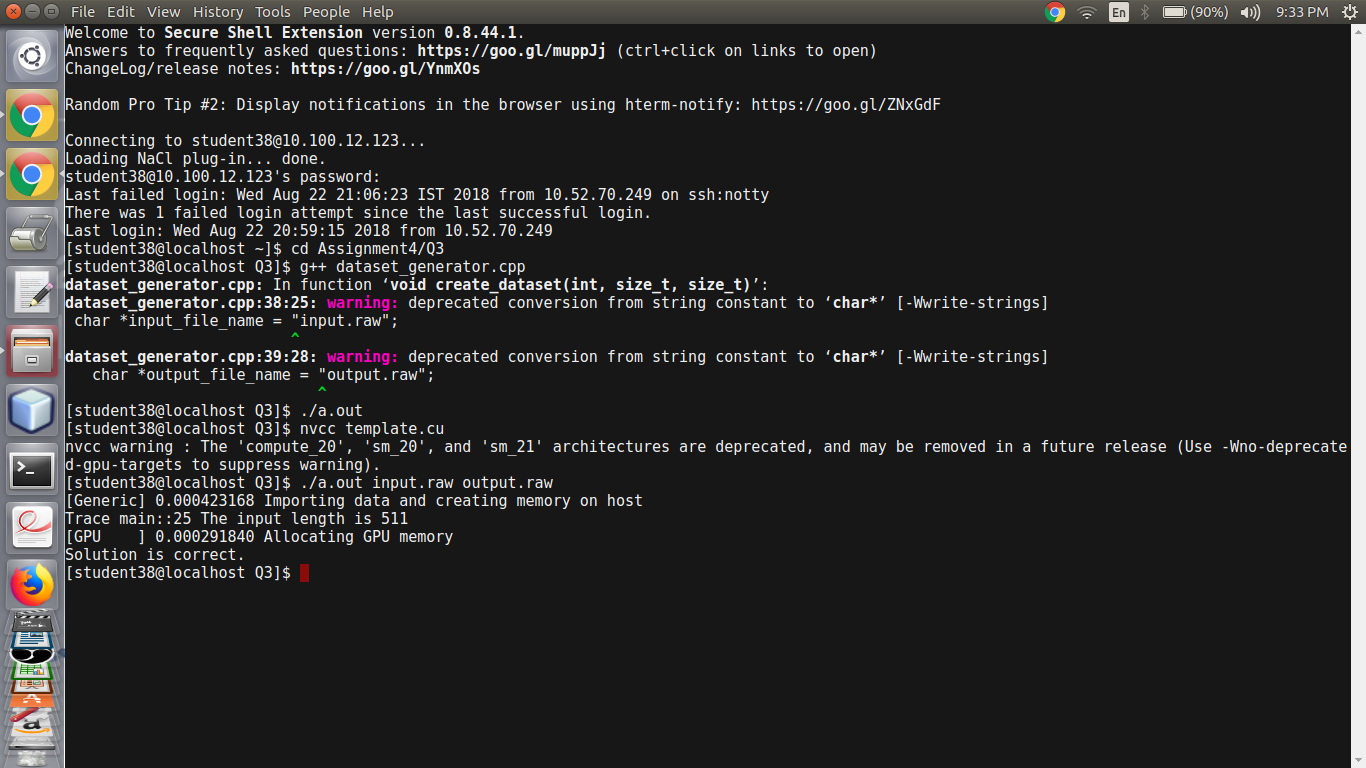 File Edit View History Tools People Help
En (90%) 9:33 PM
Welcome to Secure Shell Extension version 0.8.44.1.
Answers to frequently asked questions: https://goo.gl/muppJj (ctrl+click on links to open)
ChangeLog/release notes: https://goo.gl/YnmXOs
Random Pro Tip #2: Display notifications in the browser using hterm-notify: https://goo.gl/ZNxGdF
Connecting to student38@10.100.12.123...
Loading NaCl plug-in... done.
student38@10.100.12.123's password:
Last failed login: Wed Aug 22 21:06:23 IST 2018 from 10.52.70.249 on ssh:notty
There was 1 failed login attempt since the last successful login.
Last login: Wed Aug 22 20:59:15 2018 from 10.52.70.249
[student38@localhost ~]$ cd Assignment4/Q3
[student38@localhost Q3]$ g++ dataset_generator.cpp
dataset_generator.cpp: In function ‘void create_dataset(int, size_t, size_t)’:
dataset_generator.cpp:38:25: warning: deprecated conversion from string constant to ‘char*’ [-Wwrite-strings]
 char *input_file_name = "input.raw";
                         ^
dataset_generator.cpp:39:28: warning: deprecated conversion from string constant to ‘char*’ [-Wwrite-strings]
   char *output_file_name = "output.raw";
                            ^
[student38@localhost Q3]$ ./a.out
[student38@localhost Q3]$ nvcc template.cu
nvcc warning : The 'compute_20', 'sm_20', and 'sm_21' architectures are deprecated, and may be removed in a future release (Use -Wno-deprecate
d-gpu-targets to suppress warning).
[student38@localhost Q3]$ ./a.out input.raw output.raw
[Generic] 0.000423168 Importing data and creating memory on host
Trace main::25 The input length is 511
[GPU    ] 0.000291840 Allocating GPU memory
Solution is correct.
[student38@localhost Q3]$